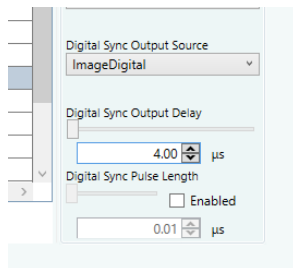 Digital Sync Output Source
ImageDigital
Digital Sync Output Delay
4.00 µs
Digital Sync Pulse Length
Enabled
0.01 µs